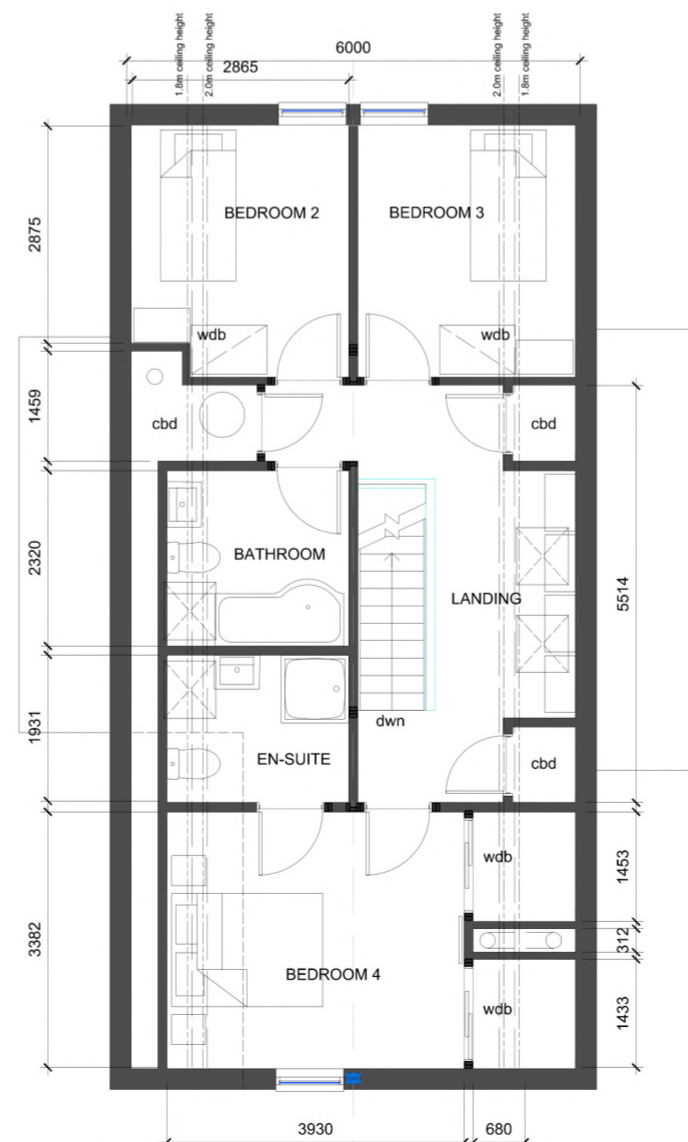 1.8m ceiling height
2.0m ceiling height
6000
2.0m ceiling height
1.8m ceiling height
2865
2875
BEDROOM 2
BEDROOM 3
wdb
wdb
1459
cbd
cbd
2320
BATHROOM
LANDING
5514
1931
dwn
EN-SUITE
cbd
wdb
1453
312
3382
BEDROOM 4
wdb
1433
3930
680